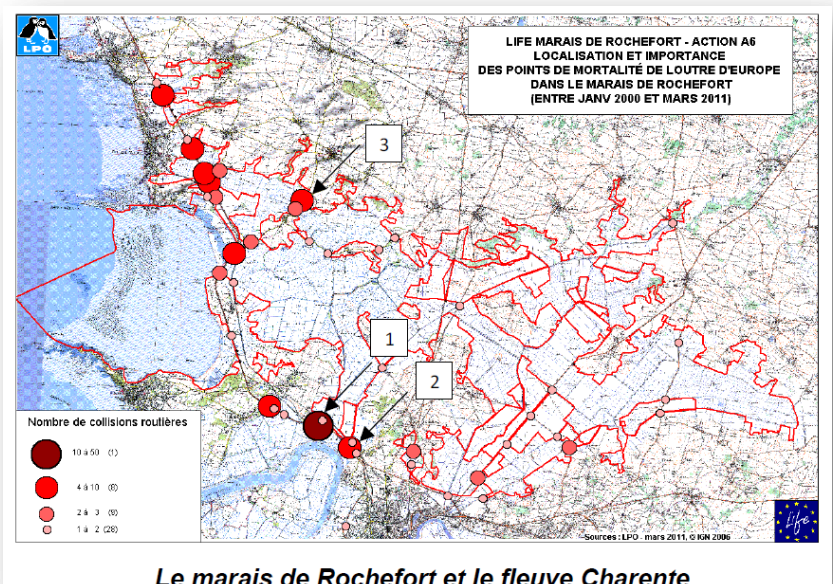 LPO
LIFE MARAIS DE ROCHEFORT - ACTION A6
LOCALISATION ET IMPORTANCE
DES POINTS DE MORTALITÉ DE LOUTRE D'EUROPE
DANS LE MARAIS DE ROCHEFORT
(ENTRE JANV 2000 ET MARS 2011)
3
1
2
Nombre de collisions routières
10 à 50 (1)
4 à 10 (8)
2 à 3 (9)
1 à 2 (28)
Sources : LPO - mars 2011, © IGN 2006
Life
Le marais de Rochefort et le fleuve Charente